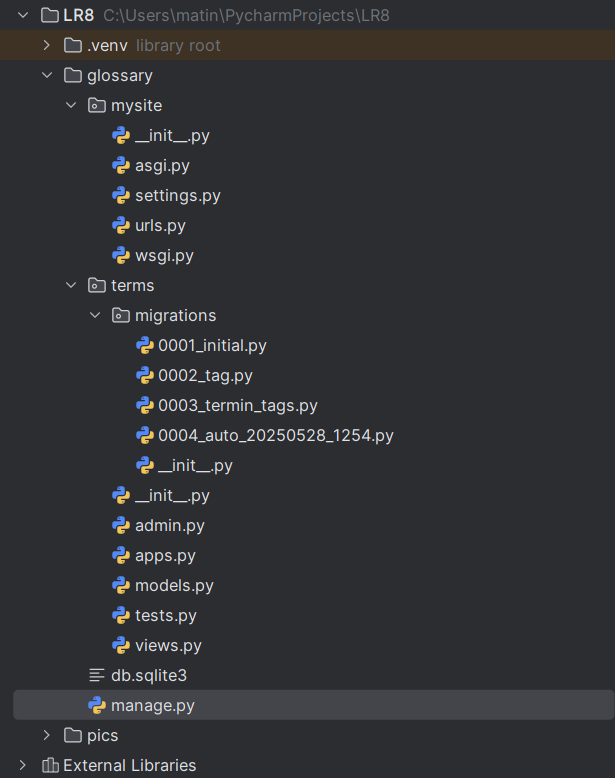 LR8 C:\Users\matin\PycharmProjects\LR8
.venv library root
glossary
mysite
__init__.py
asgi.py
settings.py
urls.py
wsgi.py
terms
migrations
0001_initial.py
0002_tag.py
0003_termin_tags.py
0004_auto_20250528_1254.py
__init__.py
__init__.py
admin.py
apps.py
models.py
tests.py
views.py
db.sqlite3
manage.py
pics
External Libraries